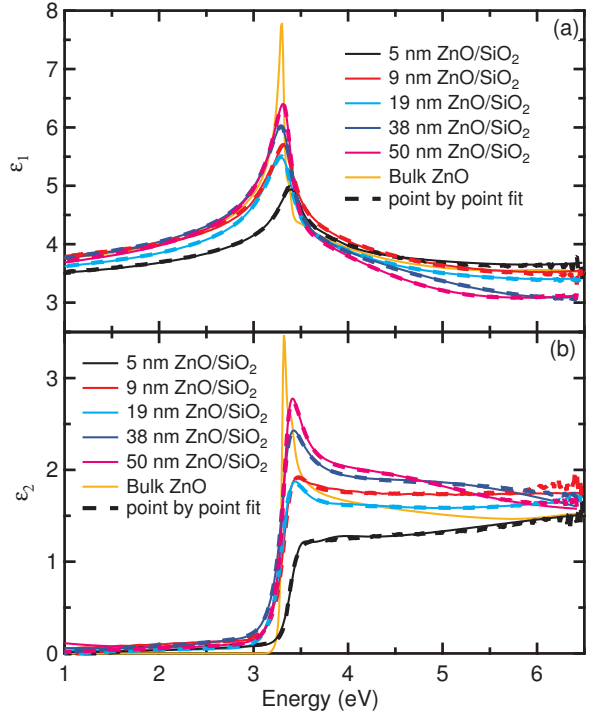 8
7
6
5
4
3
ε1
(a)
5 nm ZnO/SiO2
9 nm ZnO/SiO2
19 nm ZnO/SiO2
38 nm ZnO/SiO2
50 nm ZnO/SiO2
Bulk ZnO
point by point fit
3
2
1
0
ε2
(b)
5 nm ZnO/SiO2
9 nm ZnO/SiO2
19 nm ZnO/SiO2
38 nm ZnO/SiO2
50 nm ZnO/SiO2
Bulk ZnO
point by point fit
1 2 3 4 5 6
Energy (eV)